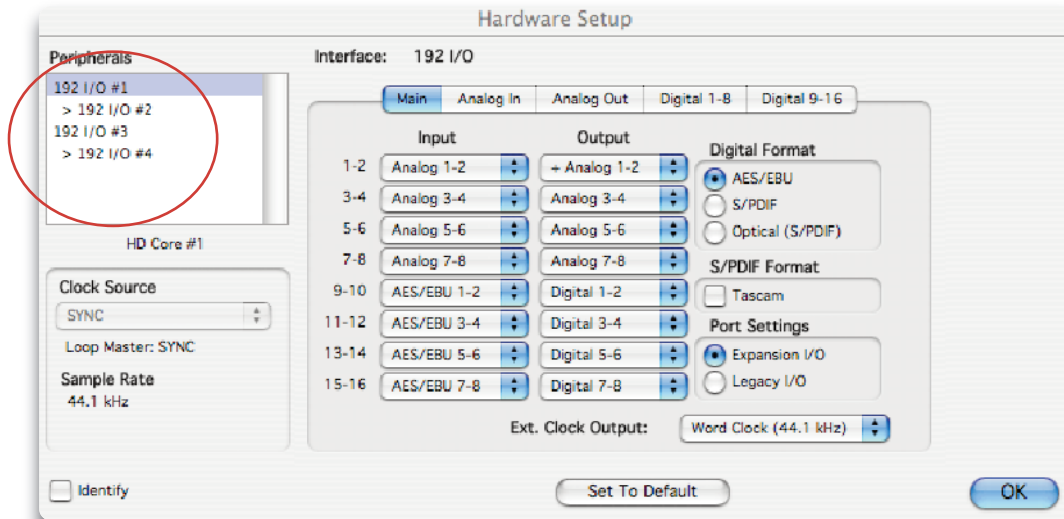 Hardware Setup
Peripherals
192 I/O #1
> 192 I/O #2
192 I/O #3
> 192 I/O #4
HD Core #1
Clock Source
SYNC
Loop Master: SYNC
Sample Rate
44.1 kHz
Identify
Interface: 192 I/O
Main Analog In Analog Out Digital 1-8 Digital 9-16
Input Output
1-2 Analog 1-2 + Analog 1-2
3-4 Analog 3-4 Analog 3-4
5-6 Analog 5-6 Analog 5-6
7-8 Analog 7-8 Analog 7-8
9-10 AES/EBU 1-2 Digital 1-2
11-12 AES/EBU 3-4 Digital 3-4
13-14 AES/EBU 5-6 Digital 5-6
15-16 AES/EBU 7-8 Digital 7-8
Digital Format
AES/EBU
S/PDIF
Optical (S/PDIF)
S/PDIF Format
Tascam
Port Settings
Expansion I/O
Legacy I/O
Ext. Clock Output: Word Clock (44.1 kHz)
Set To Default
OK